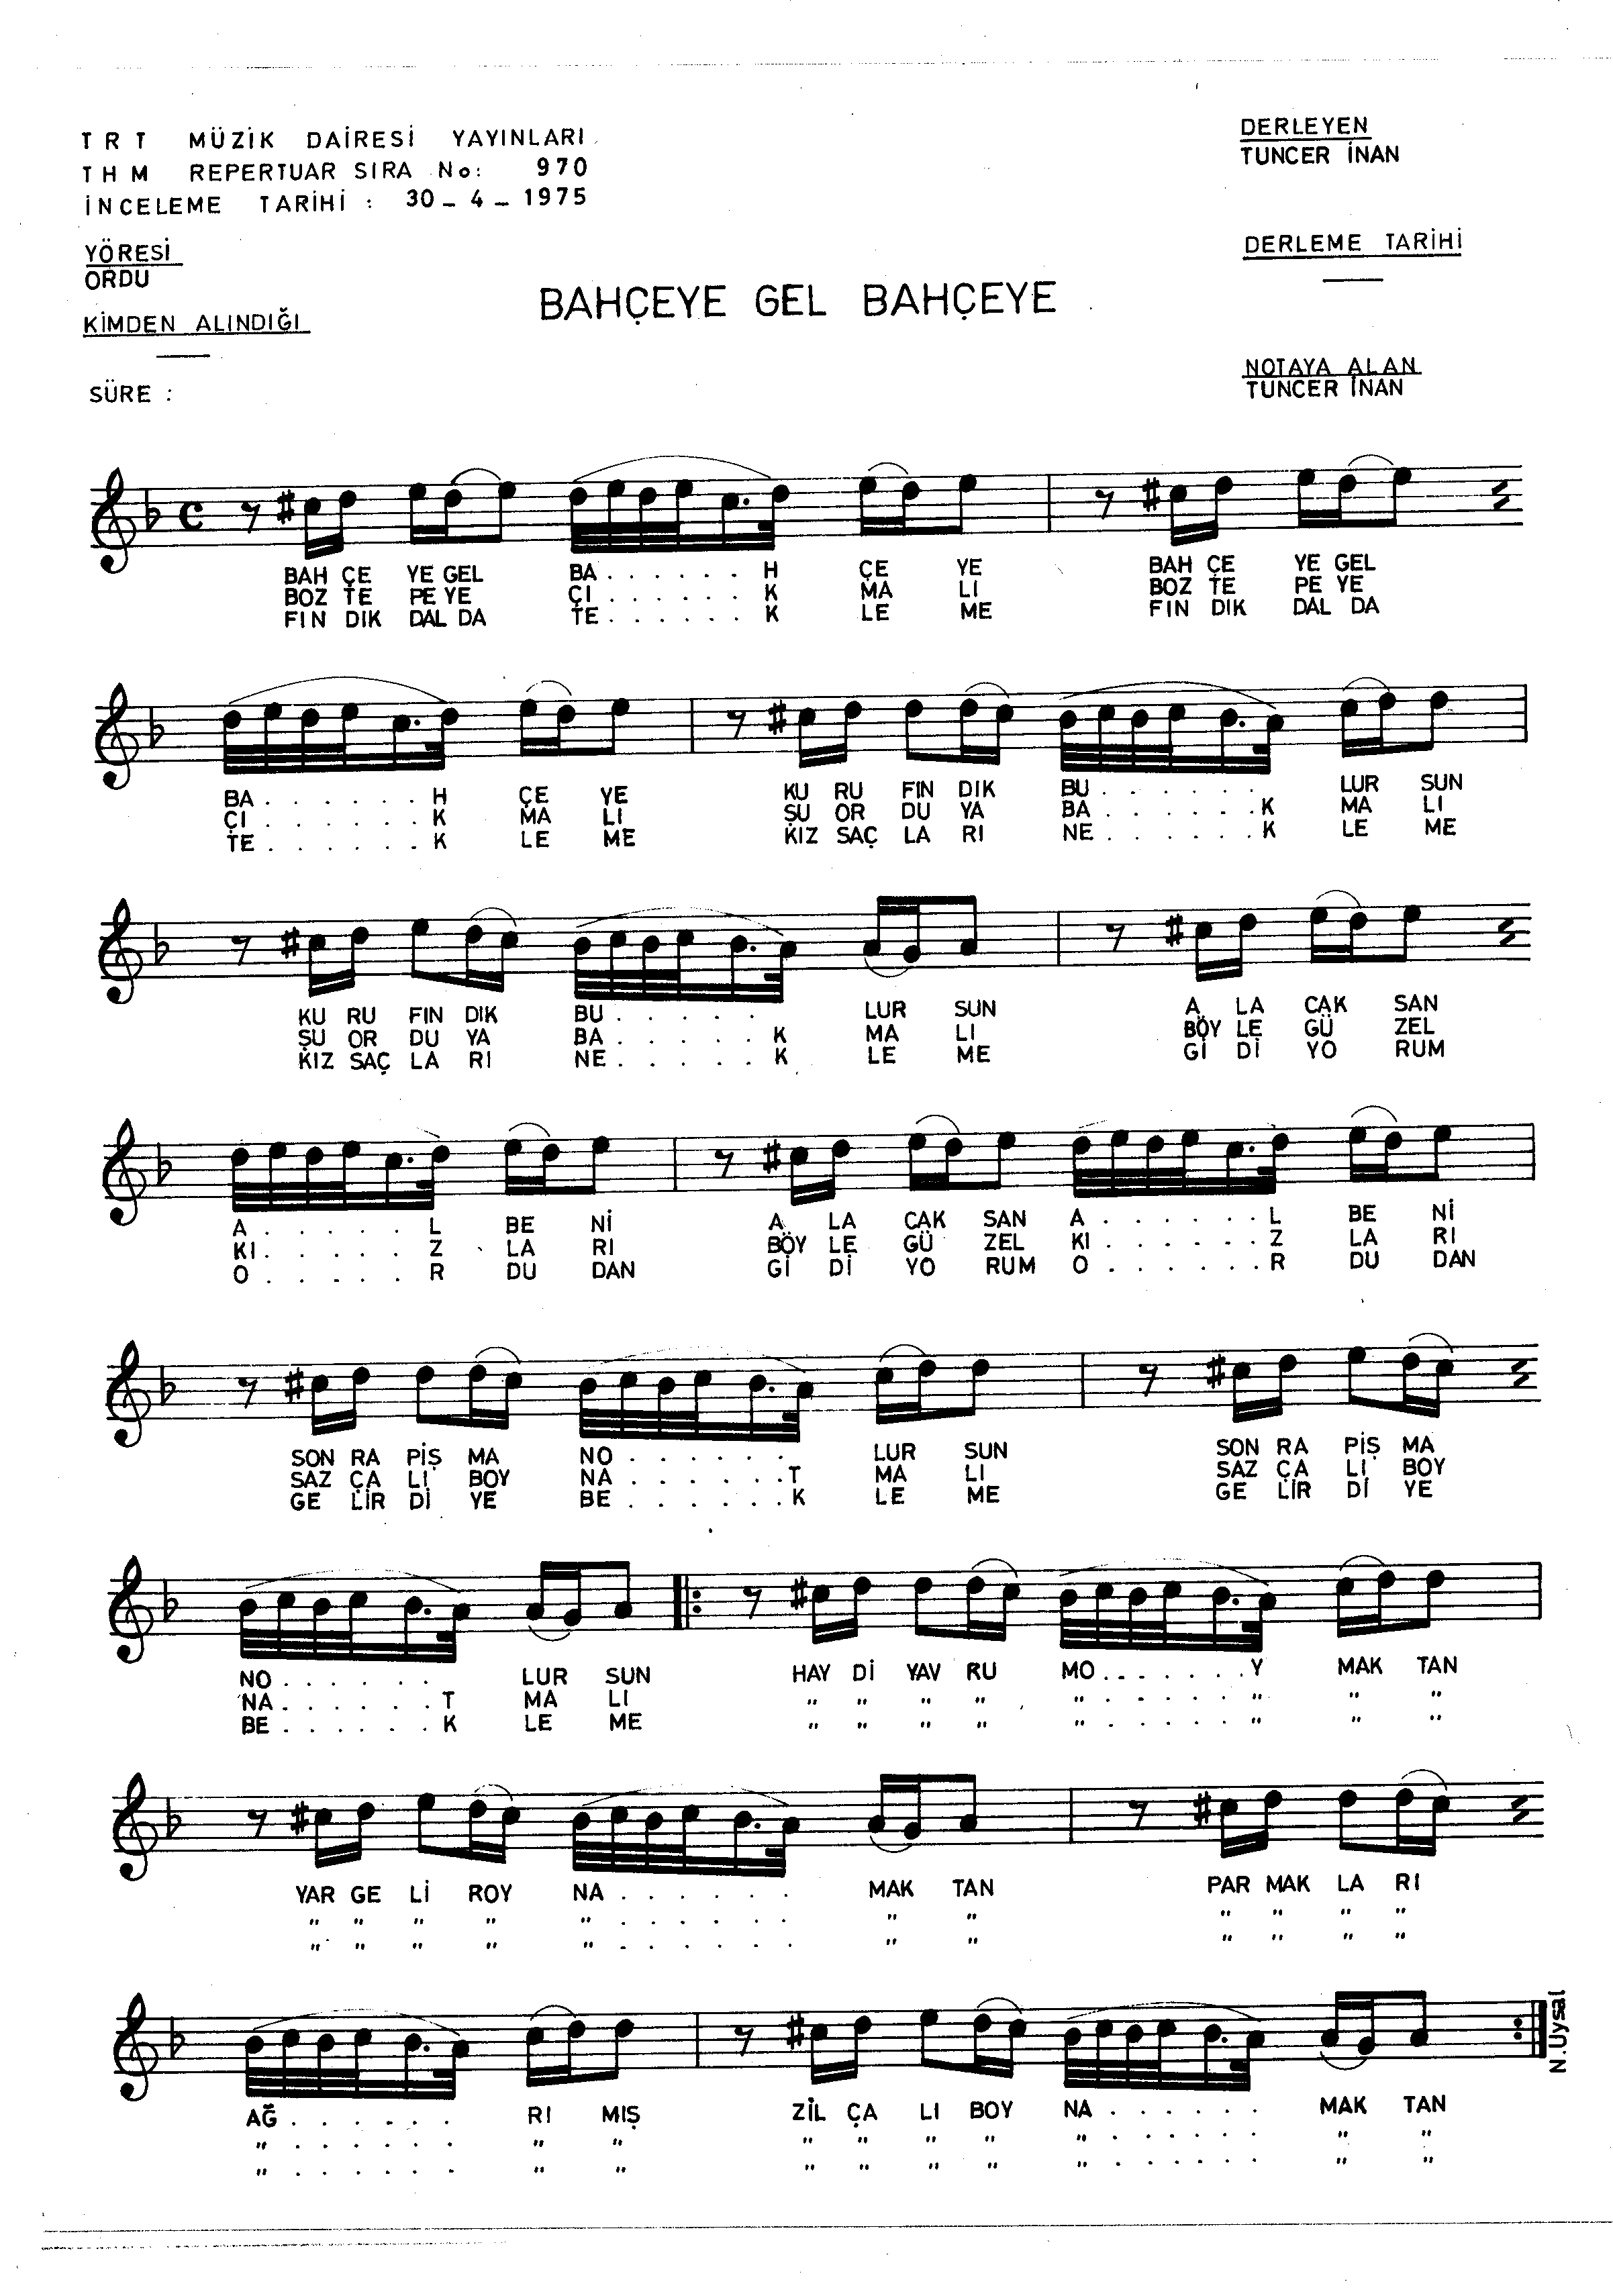 TRT MÜZİK DAİRESİ YAYINLARI
THM REPERTUAR SIRA No: 970
İNCELEME TARİHİ : 30_4_1975
YÖRESİ
ORDU
KİMDEN ALINDIĞI
SÜRE :
BAHÇEYE GEL BAHÇEYE
DERLEYEN
TUNCER İNAN
DERLEME TARİHİ
NOTAYA ALAN
TUNCER İNAN
BAH ÇE YE GEL BA . . . . . . H ÇE YE BAH ÇE YE GEL
BOZ TE PE YE ÇI . . . . . . K MA LI BOZ TE PE YE
FIN DIK DAL DA TE . . . . . . K LE ME FIN DIK DAL DA
BA . . . . . . H ÇE YE KU RU FIN DIK BU . . . . . . LUR SUN
ÇI . . . . . . K MA LI ŞU OR DU YA BA . . . . . . K MA LI
TE . . . . . . K LE ME KIZ SAÇ LA RI NE . . . . . . K LE ME
KU RU FIN DIK BU . . . . . LUR SUN A LA CAK SAN
ŞU OR DU YA BA . . . . . K MA LI BÖY LE GÜ ZEL
KIZ SAÇ LA RI NE . . . . . K LE ME Gİ Dİ YO RUM
A . . . . . L BE Nİ A LA CAK SAN A . . . . . . L BE Nİ
KI . . . . . Z LA RI BÖY LE GÜ ZEL KI . . . . . . Z LA RI
O . . . . . R DU DAN Gİ Dİ YO RUM O . . . . . . R DU DAN
SON RA PİŞ MA NO . . . . . . LUR SUN SON RA PİŞ MA
SAZ ÇA LI BOY NA . . . . . . T MA LI SAZ ÇA LI BOY
GE LİR Dİ YE BE . . . . . . K LE ME GE LİR Dİ YE
NO . . . . . . LUR SUN HAY Dİ YAV RU MO . . . . . . Y MAK TAN
NA . . . . . . T MA LI " " " " " . . . . . " " "
BE . . . . . . K LE ME " " " " " . . . . . " " "
YAR GE Lİ ROY NA . . . . . . MAK TAN PAR MAK LA RI
" " " " " . . . . . . " " " " " "
" " " " " . . . . . . " " " " " "
AĞ . . . . . . RI MIŞ ZİL ÇA LI BOY NA . . . . . . MAK TAN
" . . . . . . " " " " " " " . . . . . . " "
" . . . . . . " " " " " " " . . . . . . " "
N.Uysal